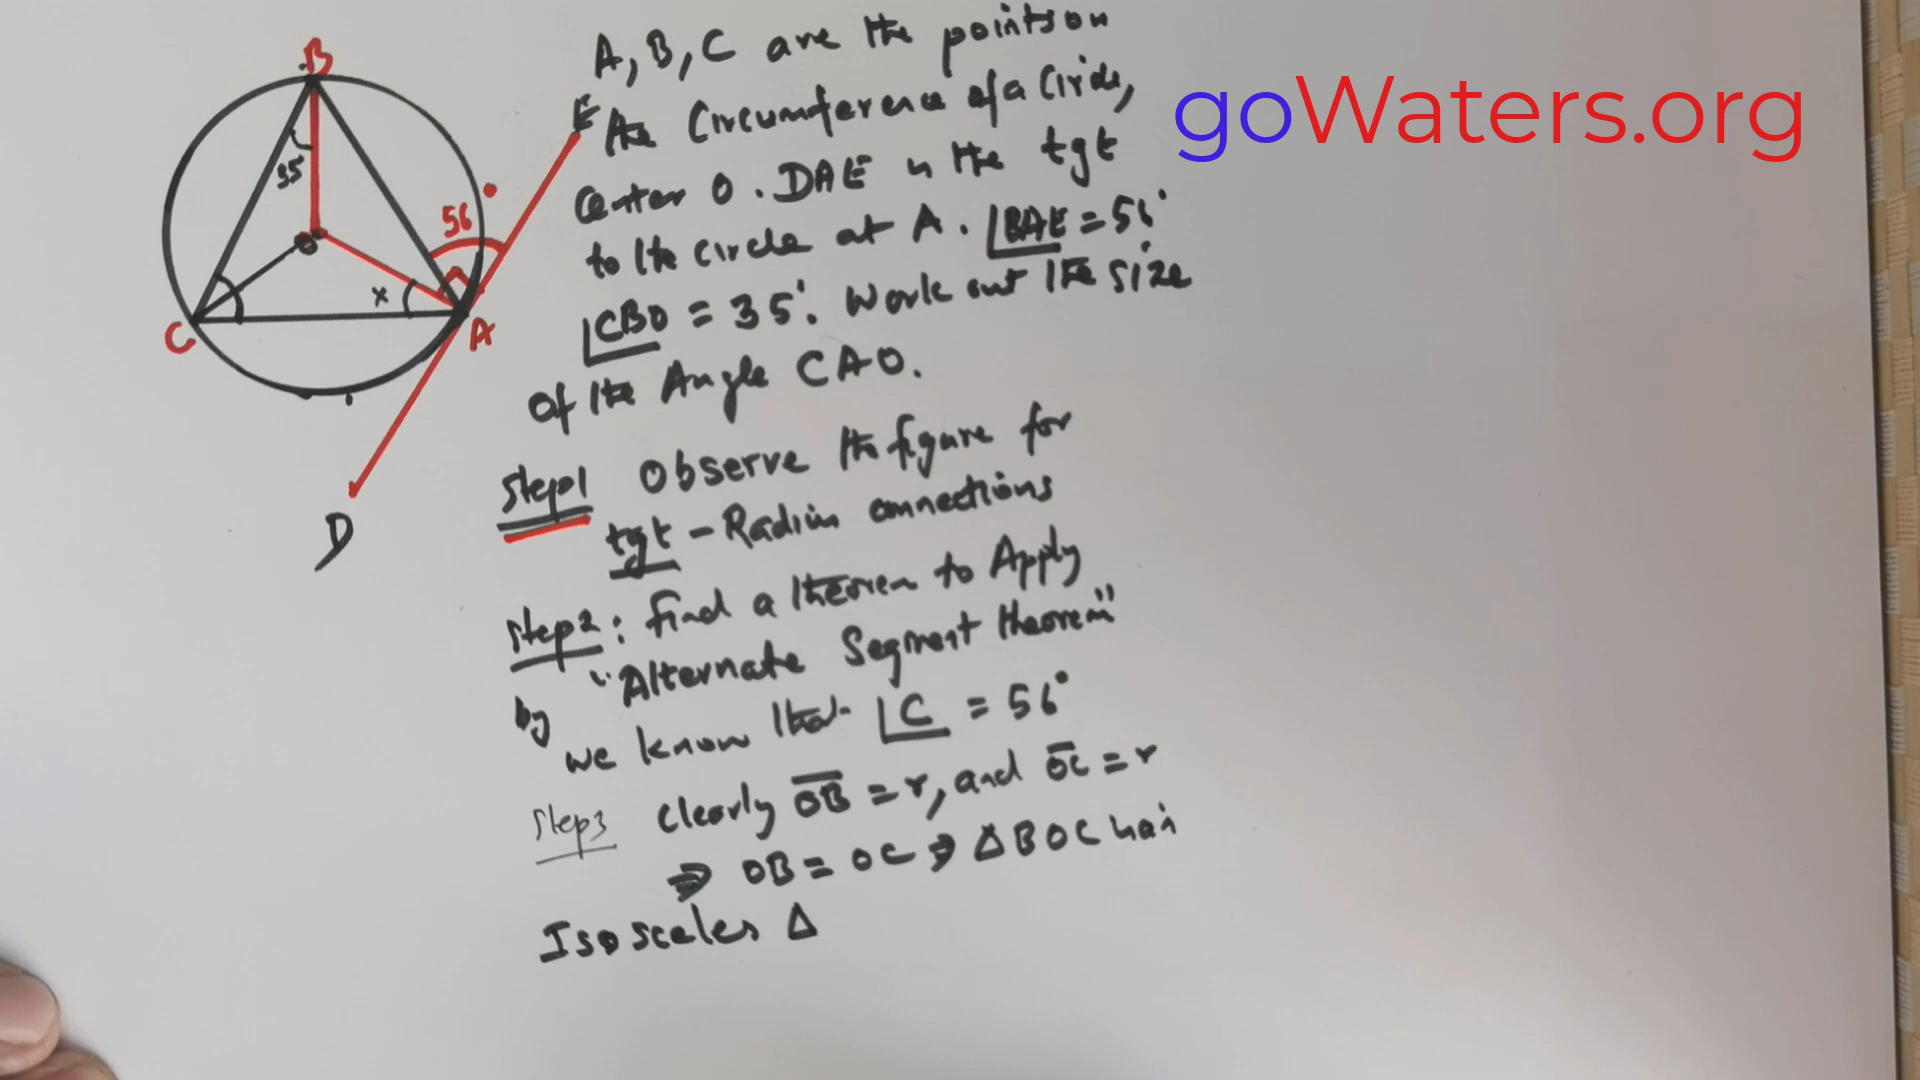 A, B, C are the points on
the Circumference of a Circle,
Center O. DAE is the tgt
to the circle at A. ∠BAE = 56°
∠CBO = 35°. Work out the size
of the Angle CAO.
Step1 Observe the figure for
tgt - Radius connections
Step2: find a theorem to Apply
by "Alternate Segment theorem"
we know that ∠C = 56°
Step3 Clearly OB = r, and OC = r
⇒ OB = OC ⇒ △BOC has
Isosceles △
B
E
35
56°
O
x
C
A
D
goWaters.org